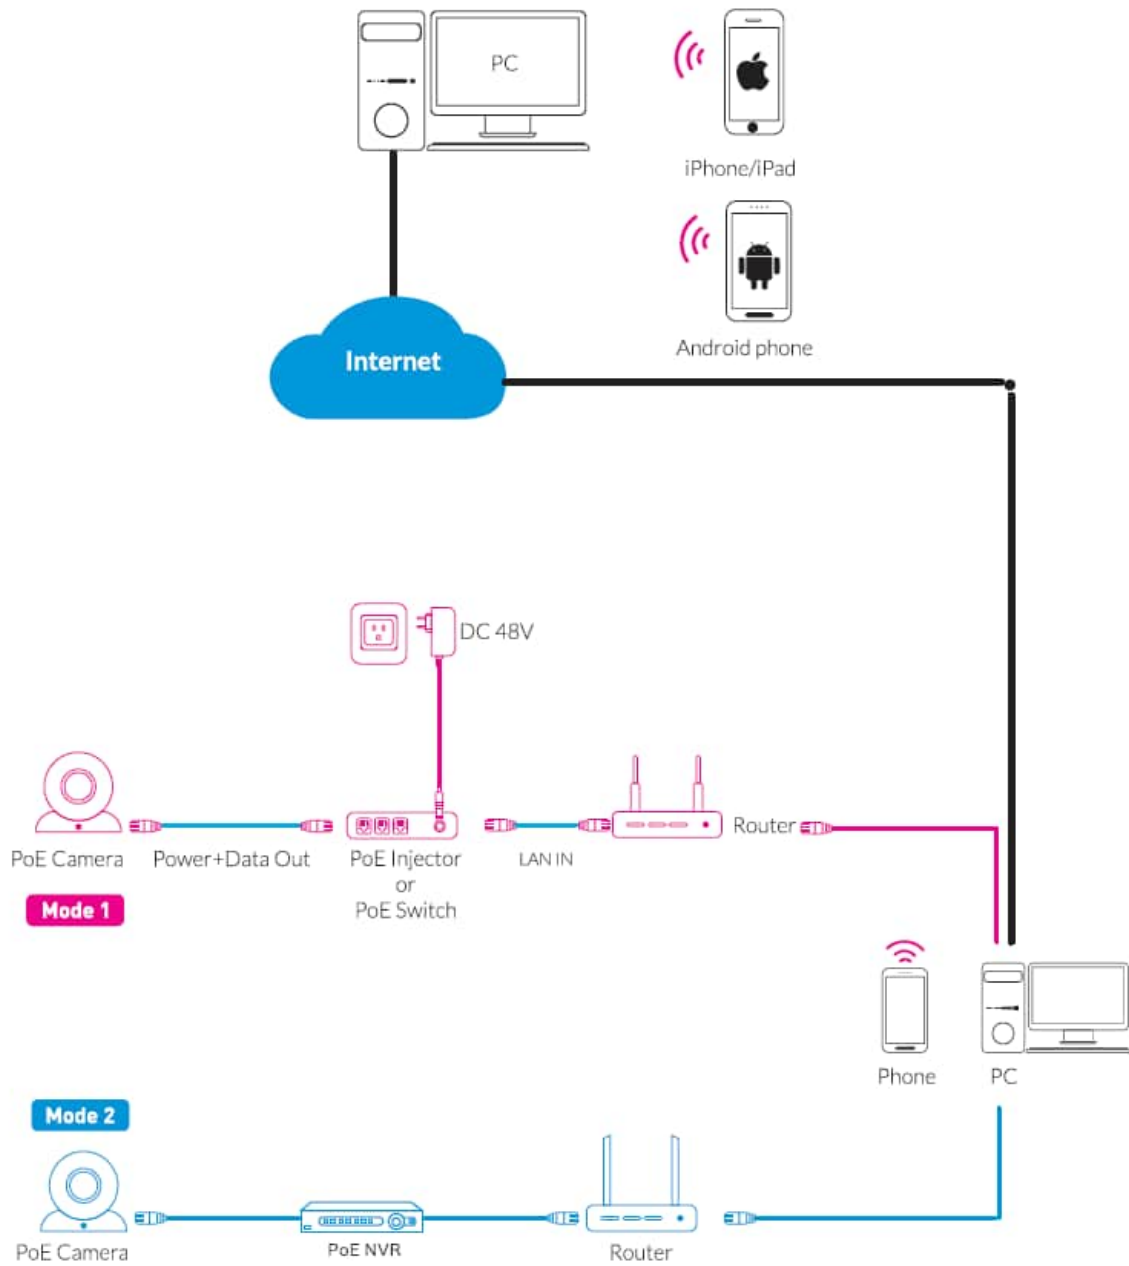 PC
iPhone/iPad
Android phone
Internet
DC 48V
Router
PoE Camera
Power+Data Out
PoE Injector
or
PoE Switch
LAN IN
Mode 1
Phone
PC
Mode 2
PoE Camera
PoE NVR
Router